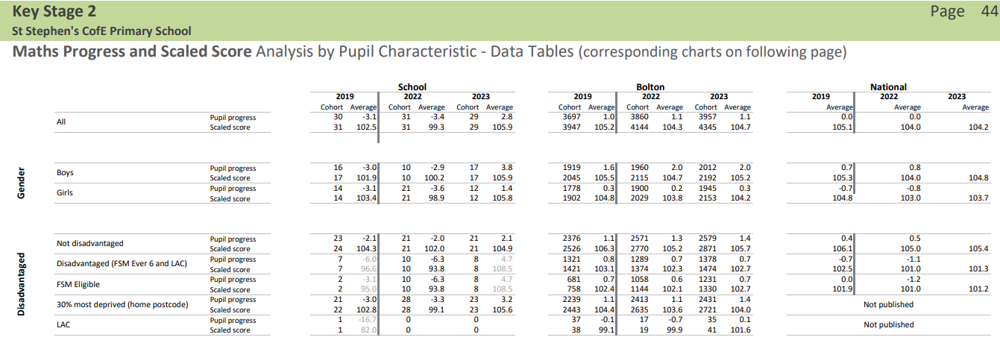 Key Stage 2 Page 44
St Stephen's CofE Primary School
Maths Progress and Scaled Score Analysis by Pupil Characteristic - Data Tables (corresponding charts on following page)
School Bolton National
2019 2022 2023 2019 2022 2023 2019 2022 2023
Cohort Average Cohort Average Cohort Average Cohort Average Cohort Average Cohort Average Average Average Average
All
Pupil progress 30 -3.1 31 -3.4 29 2.8 3697 1.0 3860 1.1 3957 1.1 0.0 0.0
Scaled score 31 102.5 31 99.3 29 105.9 3947 105.2 4144 104.3 4345 104.7 105.1 104.0 104.2
Gender
Boys
Pupil progress 16 -3.0 10 -2.9 17 3.8 1919 1.6 1960 2.0 2012 2.0 0.7 0.8
Scaled score 17 101.9 10 100.2 17 105.9 2045 105.5 2115 104.7 2192 105.2 105.3 104.0 104.8
Girls
Pupil progress 14 -3.1 21 -3.6 12 1.4 1778 0.3 1900 0.2 1945 0.3 -0.7 -0.8
Scaled score 14 103.4 21 98.9 12 105.8 1902 104.8 2029 103.8 2153 104.2 104.8 103.0 103.7
Disadvantaged
Not disadvantaged
Pupil progress 23 -2.1 21 -2.0 21 2.1 2376 1.1 2571 1.3 2579 1.4 0.4 0.5
Scaled score 24 104.3 21 102.0 21 104.9 2526 106.3 2770 105.2 2871 105.7 106.1 105.0 105.4
Disadvantaged (FSM Ever 6 and LAC)
Pupil progress 7 -6.0 10 -6.3 8 4.7 1321 0.8 1289 0.7 1378 0.7 -0.7 -1.1
Scaled score 7 96.6 10 93.8 8 108.5 1421 103.1 1374 102.3 1474 102.7 102.5 101.0 101.3
FSM Eligible
Pupil progress 2 -3.1 10 -6.3 8 4.7 681 0.7 1058 0.6 1231 0.7 0.0 -1.2
Scaled score 2 95.0 10 93.8 8 108.5 758 102.4 1144 102.1 1330 102.7 101.9 101.0 101.2
30% most deprived (home postcode)
Pupil progress 21 -3.0 28 -3.3 23 3.2 2239 1.1 2413 1.1 2431 1.4
Scaled score 22 102.8 28 99.1 23 105.6 2443 104.4 2635 103.6 2721 104.0
Not published
LAC
Pupil progress 1 -16.7 0 0 37 -0.1 17 -0.7 35 0.1
Scaled score 1 82.0 0 0 38 99.1 19 99.9 41 101.6
Not published